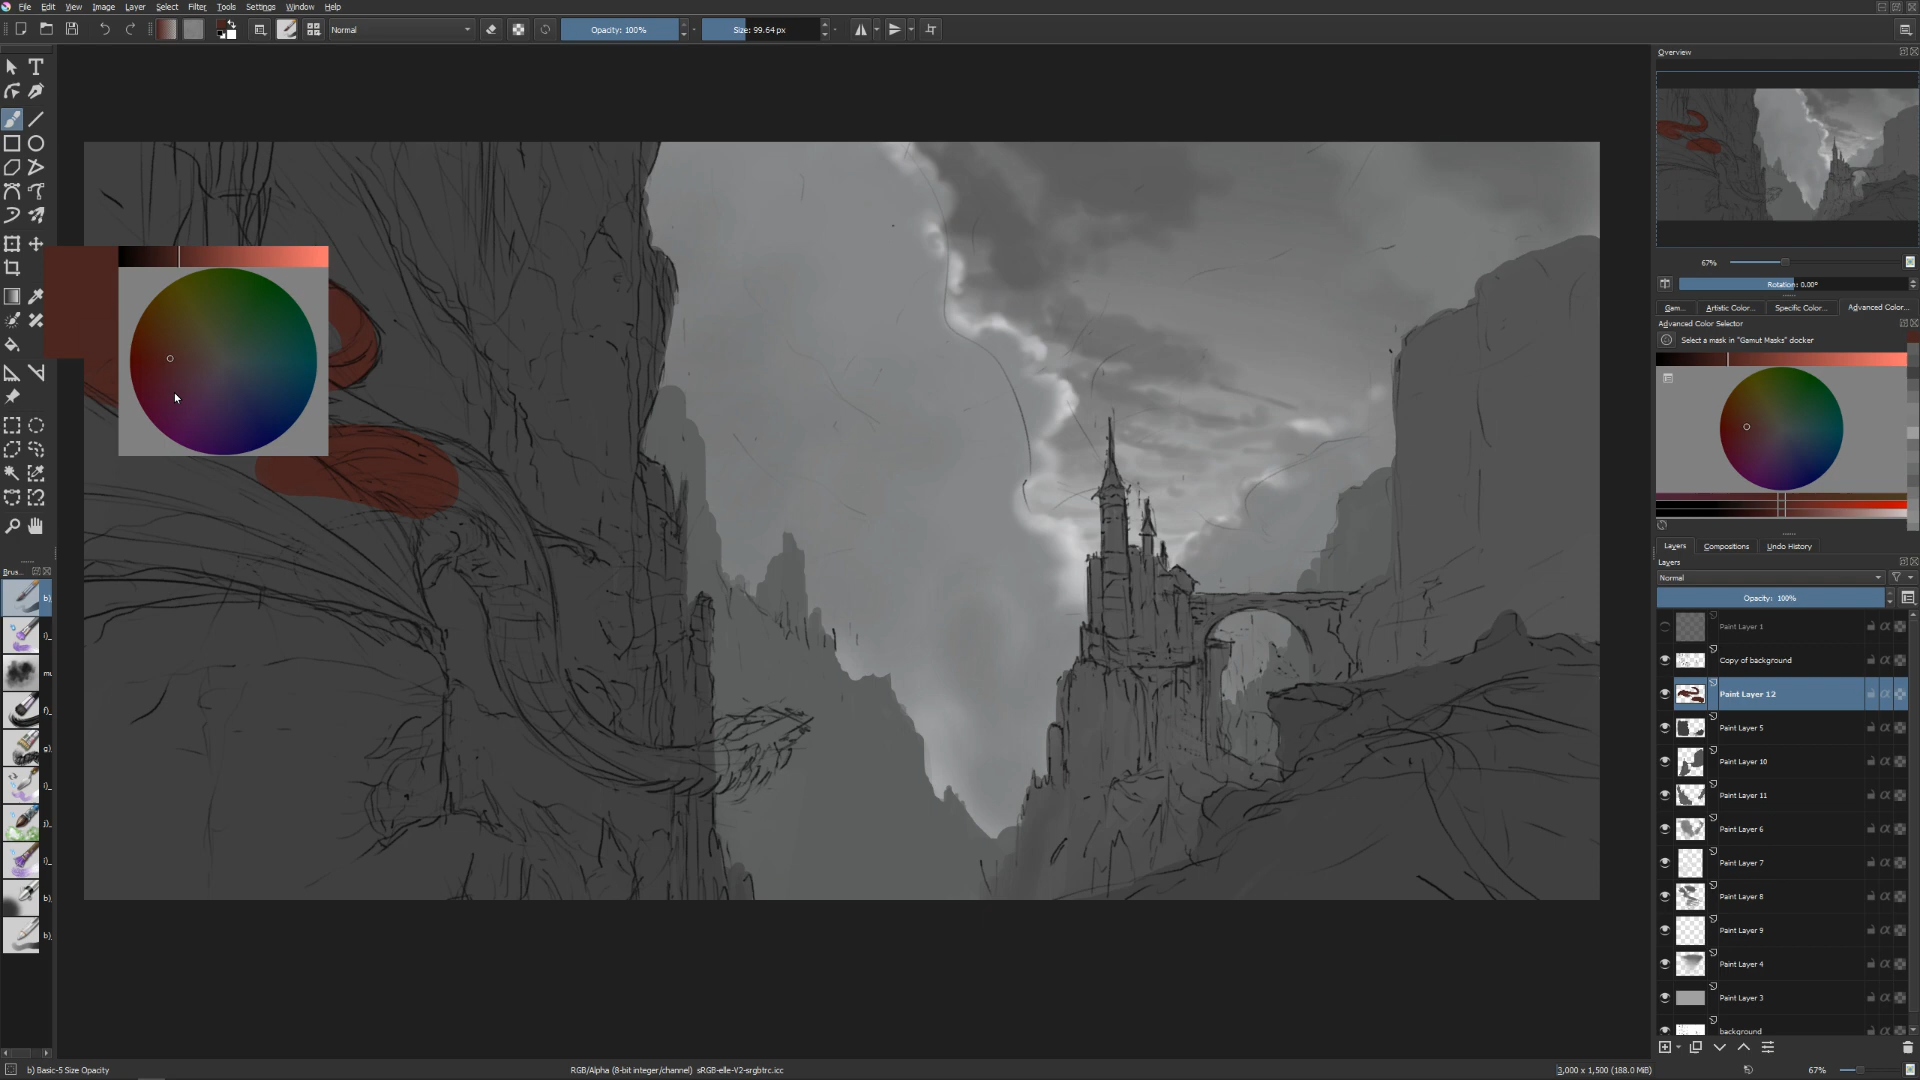 File Edit View Image Layer Select Filter Tools Settings Window Help
Normal
Opacity: 100%
Size: 99.64 px
Overview
67%
Rotation: 0.00°
Gam... Artistic Color... Specific Color... Advanced Color...
Advanced Color Selector
Select a mask in "Gamut Masks" docker
Layers Compositions Undo History
Layers
Normal
Opacity: 100%
Paint Layer 1
Copy of background
Paint Layer 12
Paint Layer 5
Paint Layer 10
Paint Layer 11
Paint Layer 6
Paint Layer 7
Paint Layer 8
Paint Layer 9
Paint Layer 4
Paint Layer 3
background
Brus...
b)
i)
f)
g)
i)
j)
i)
b)
b)
b) Basic-5 Size Opacity
RGB/Alpha (8-bit integer/channel) sRGB-elle-V2-srgbtrc.icc
3,000 x 1,500 (188.0 MiB)
67%